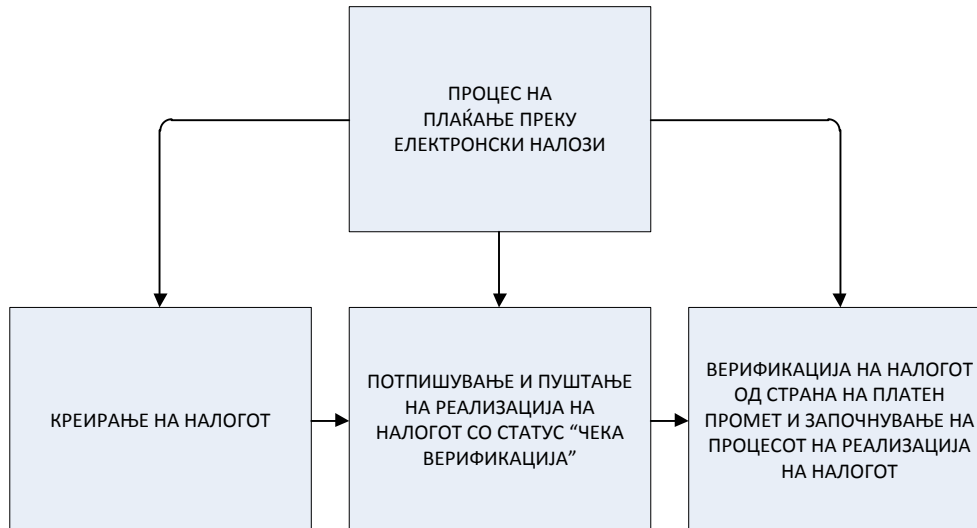 ПРОЦЕС НА
ПЛАЌАЊЕ ПРЕКУ
ЕЛЕКТРОНСКИ НАЛОЗИ
КРЕИРАЊЕ НА НАЛОГОТ
ПОТПИШУВАЊЕ И ПУШТАЊЕ
НА РЕАЛИЗАЦИЈА НА
НАЛОГОТ СО СТАТУС “ЧЕКА
ВЕРИФИКАЦИЈА”
ВЕРИФИКАЦИЈА НА НАЛОГОТ
ОД СТРАНА НА ПЛАТЕН
ПРОМЕТ И ЗАПОЧНУВАЊЕ НА
ПРОЦЕСОТ НА РЕАЛИЗАЦИЈА
НА НАЛОГОТ